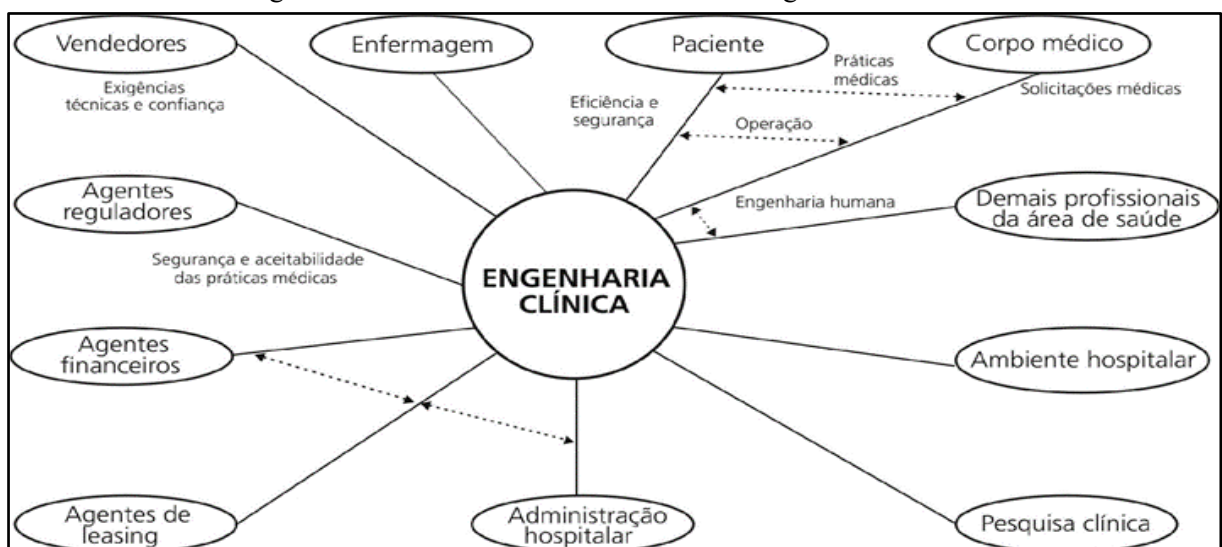 Vendedores
Enfermagem
Paciente
Corpo médico
Exigências
técnicas e confiança
Práticas
médicas
Solicitações médicas
Eficiência e
segurança
Operação
Agentes
reguladores
Engenharia humana
Demais profissionais
da área de saúde
Segurança e aceitabilidade
das práticas médicas
ENGENHARIA
CLÍNICA
Agentes
financeiros
Ambiente hospitalar
Agentes de
leasing
Administração
hospitalar
Pesquisa clínica